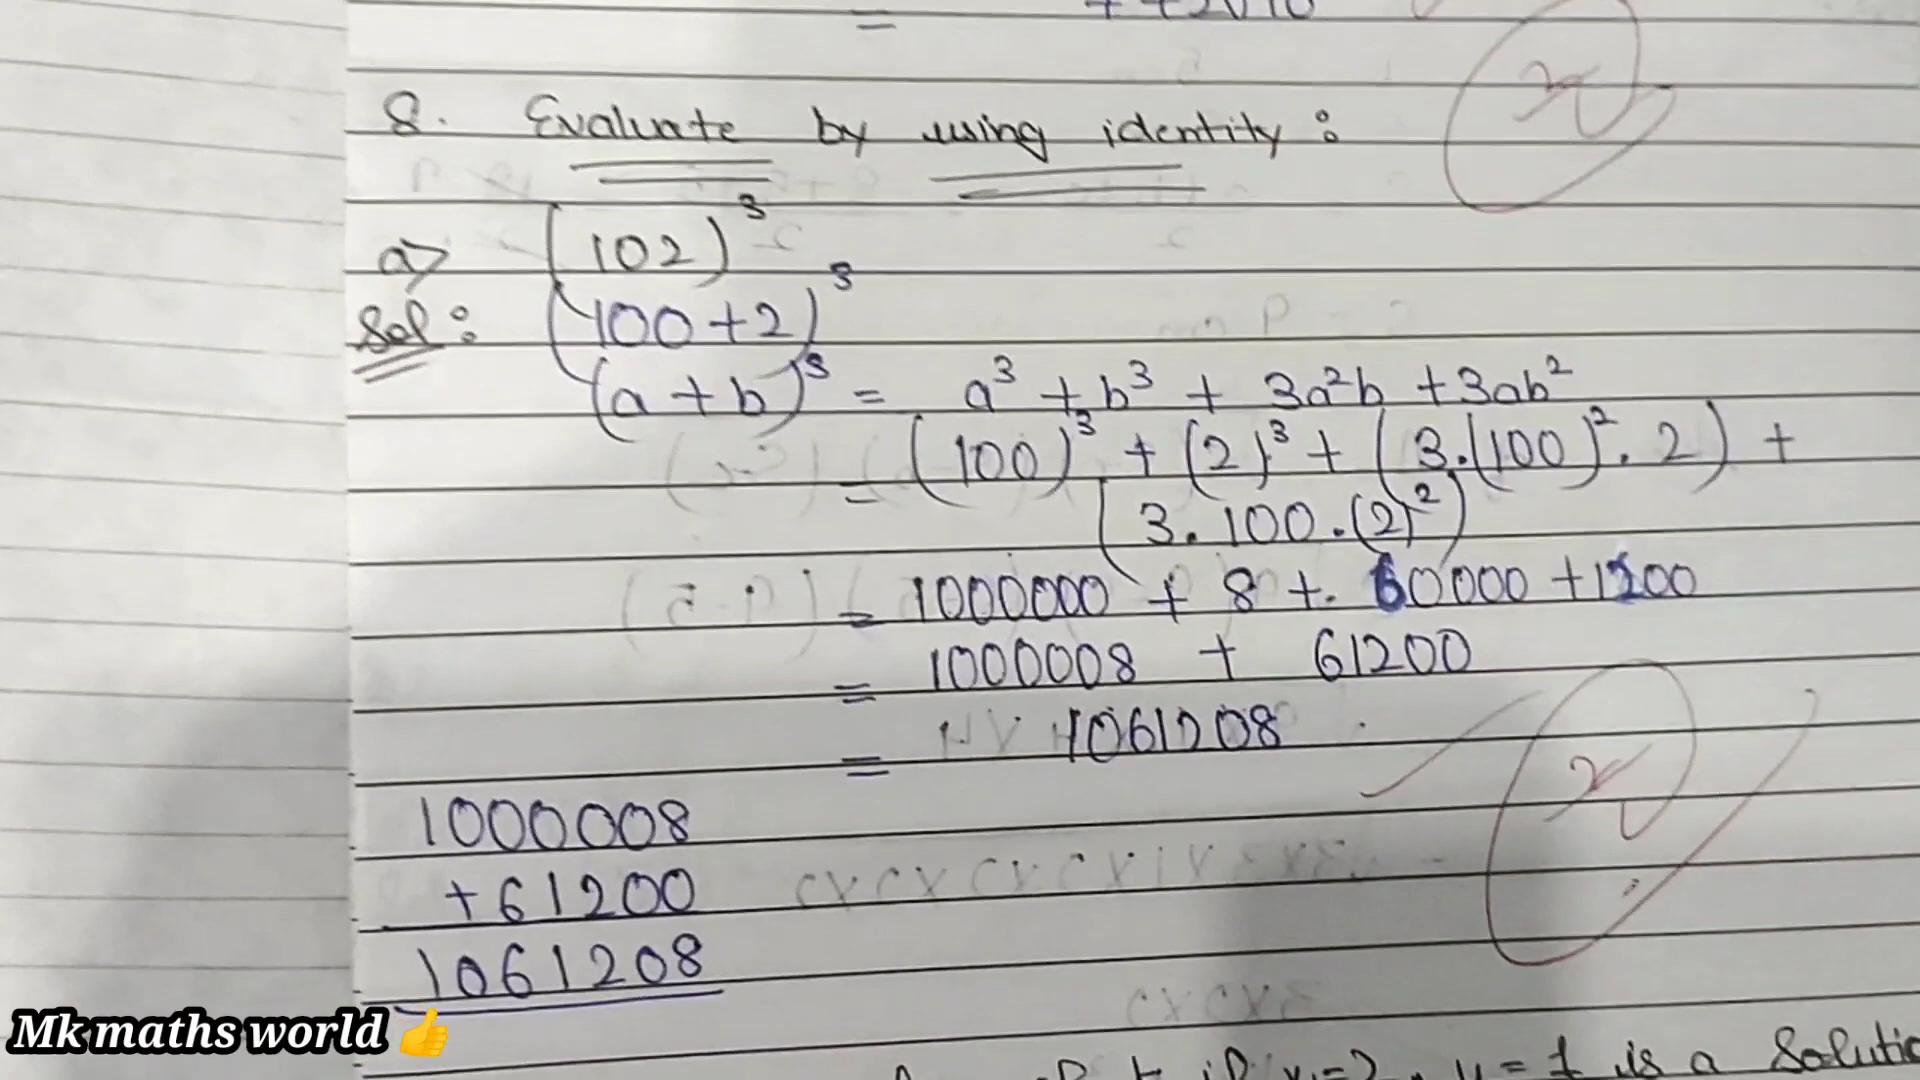 8. Evaluate by using identity :
a> (102)³
Sol: (100+2)³
(a+b)³ = a³ + b³ + 3a²b + 3ab²
= (100)³ + (2)³ + (3.(100)².2) +
(3.100.(2)²)
= 1000000 + 8 + 60000 + 1200
= 1000008 + 61200
= 1061208
1000008
+61200
1061208
Mk maths world 👍
is a Solutio